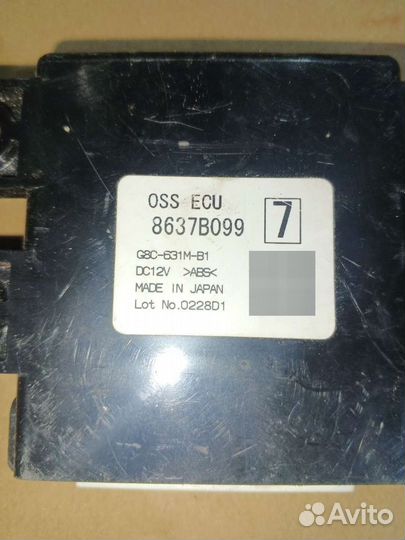 OSS ECU
8637B099
7
G8C-631M-B1
DC12V >ABS<
MADE IN JAPAN
Lot No.0228D1
Avito